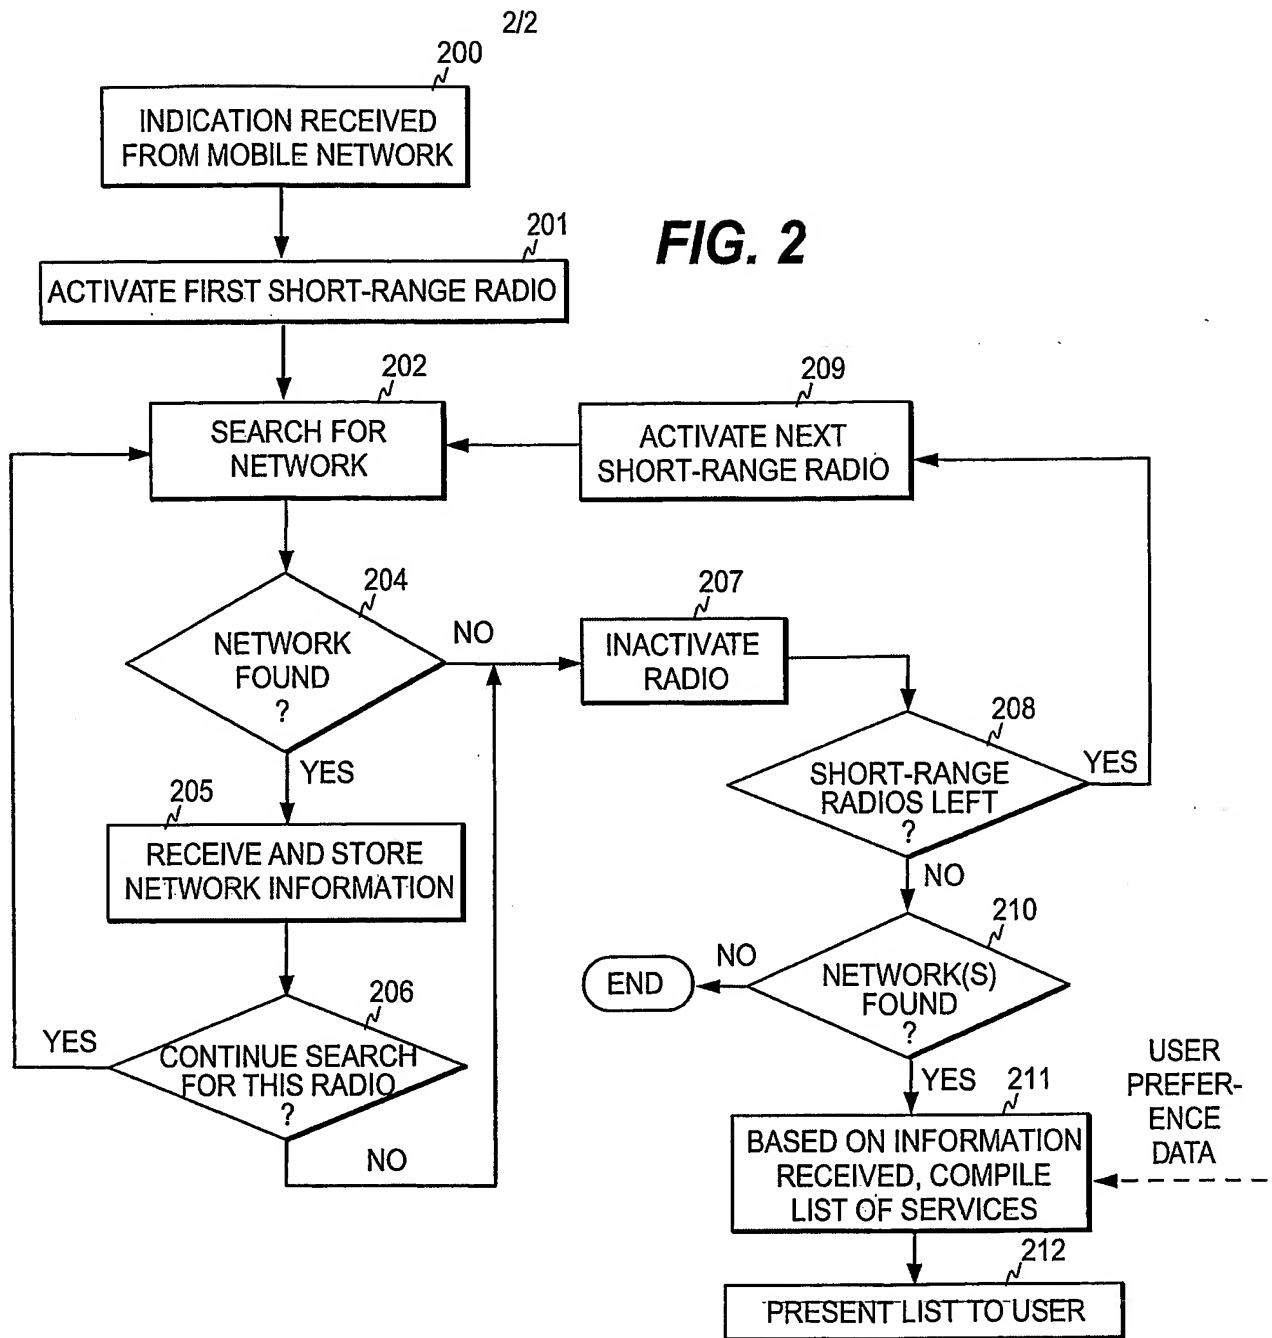 2/2
200
INDICATION RECEIVED
FROM MOBILE NETWORK
FIG. 2
201
ACTIVATE FIRST SHORT-RANGE RADIO
202
SEARCH FOR
NETWORK
209
ACTIVATE NEXT
SHORT-RANGE RADIO
204
NETWORK
FOUND
?
NO
YES
207
INACTIVATE
RADIO
208
SHORT-RANGE
RADIOS LEFT
?
YES
NO
205
RECEIVE AND STORE
NETWORK INFORMATION
206
CONTINUE SEARCH
FOR THIS RADIO
?
YES
NO
210
NETWORK(S)
FOUND
?
NO
END
YES
211
BASED ON INFORMATION
RECEIVED, COMPILE
LIST OF SERVICES
USER
PREFER-
ENCE
DATA
212
PRESENT LIST TO USER